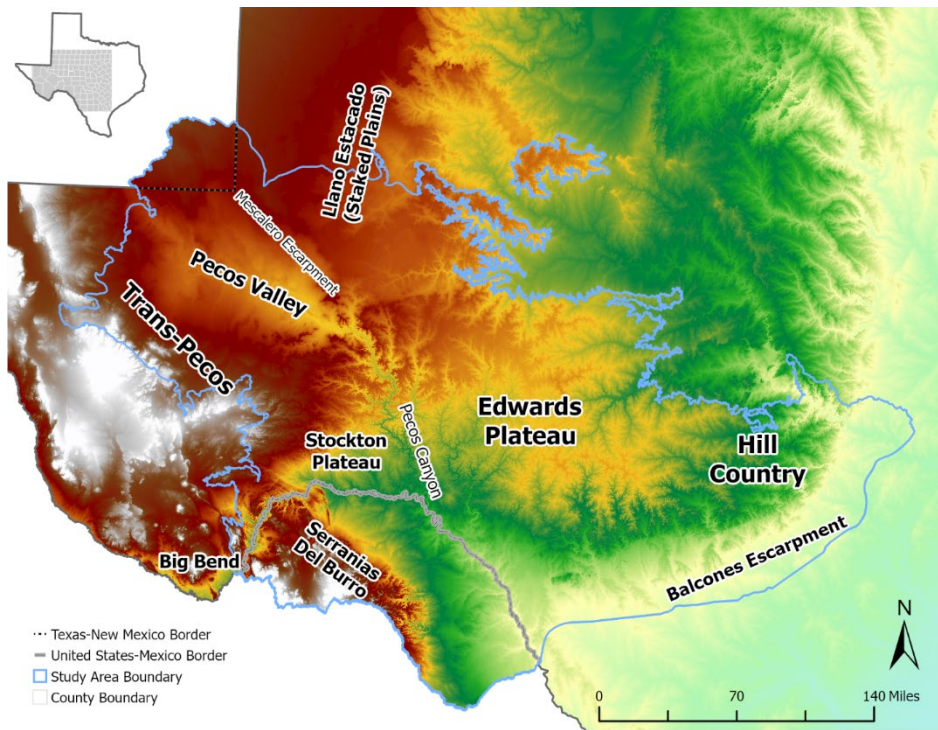 Llano Estacado
(Staked Plains)
Mescalero Escarpment
Pecos Valley
Trans-Pecos
Edwards
Plateau
Pecos Canyon
Stockton
Plateau
Hill
Country
Serranias
Del Burro
Big Bend
Balcones Escarpment
Texas-New Mexico Border
United States-Mexico Border
Study Area Boundary
County Boundary
N
0 70 140 Miles